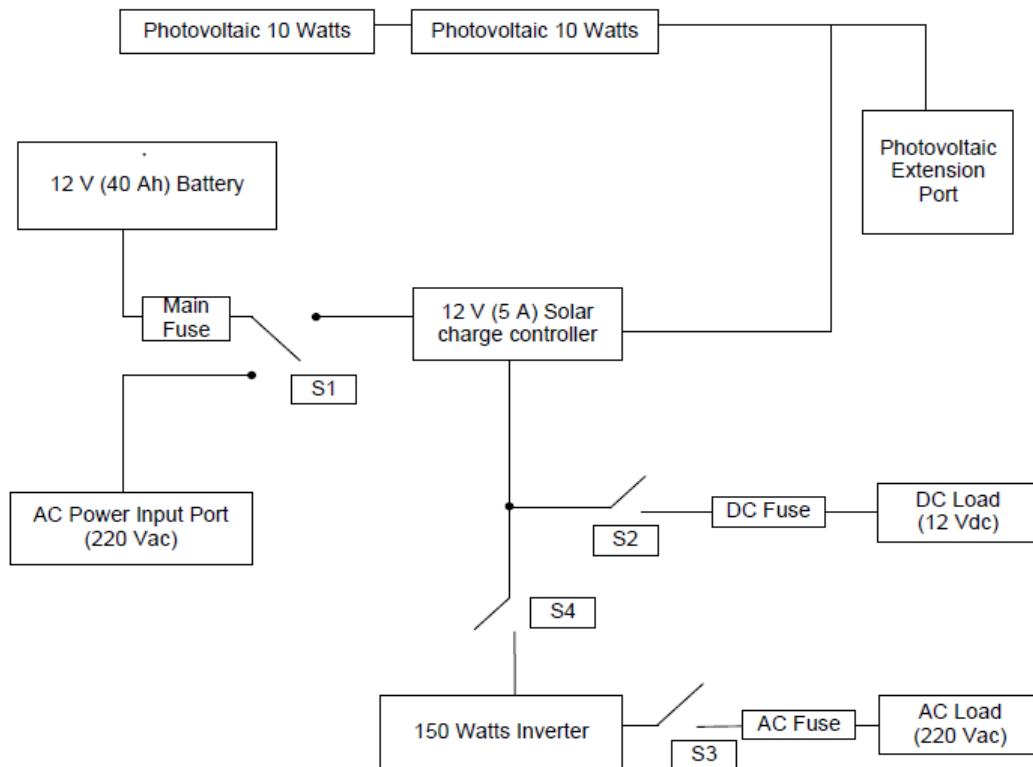 Photovoltaic 10 Watts
Photovoltaic 10 Watts
Photovoltaic
Extension
Port
12 V (40 Ah) Battery
Main
Fuse
12 V (5 A) Solar
charge controller
S1
AC Power Input Port
(220 Vac)
S2
DC Fuse
DC Load
(12 Vdc)
S4
150 Watts Inverter
S3
AC Fuse
AC Load
(220 Vac)